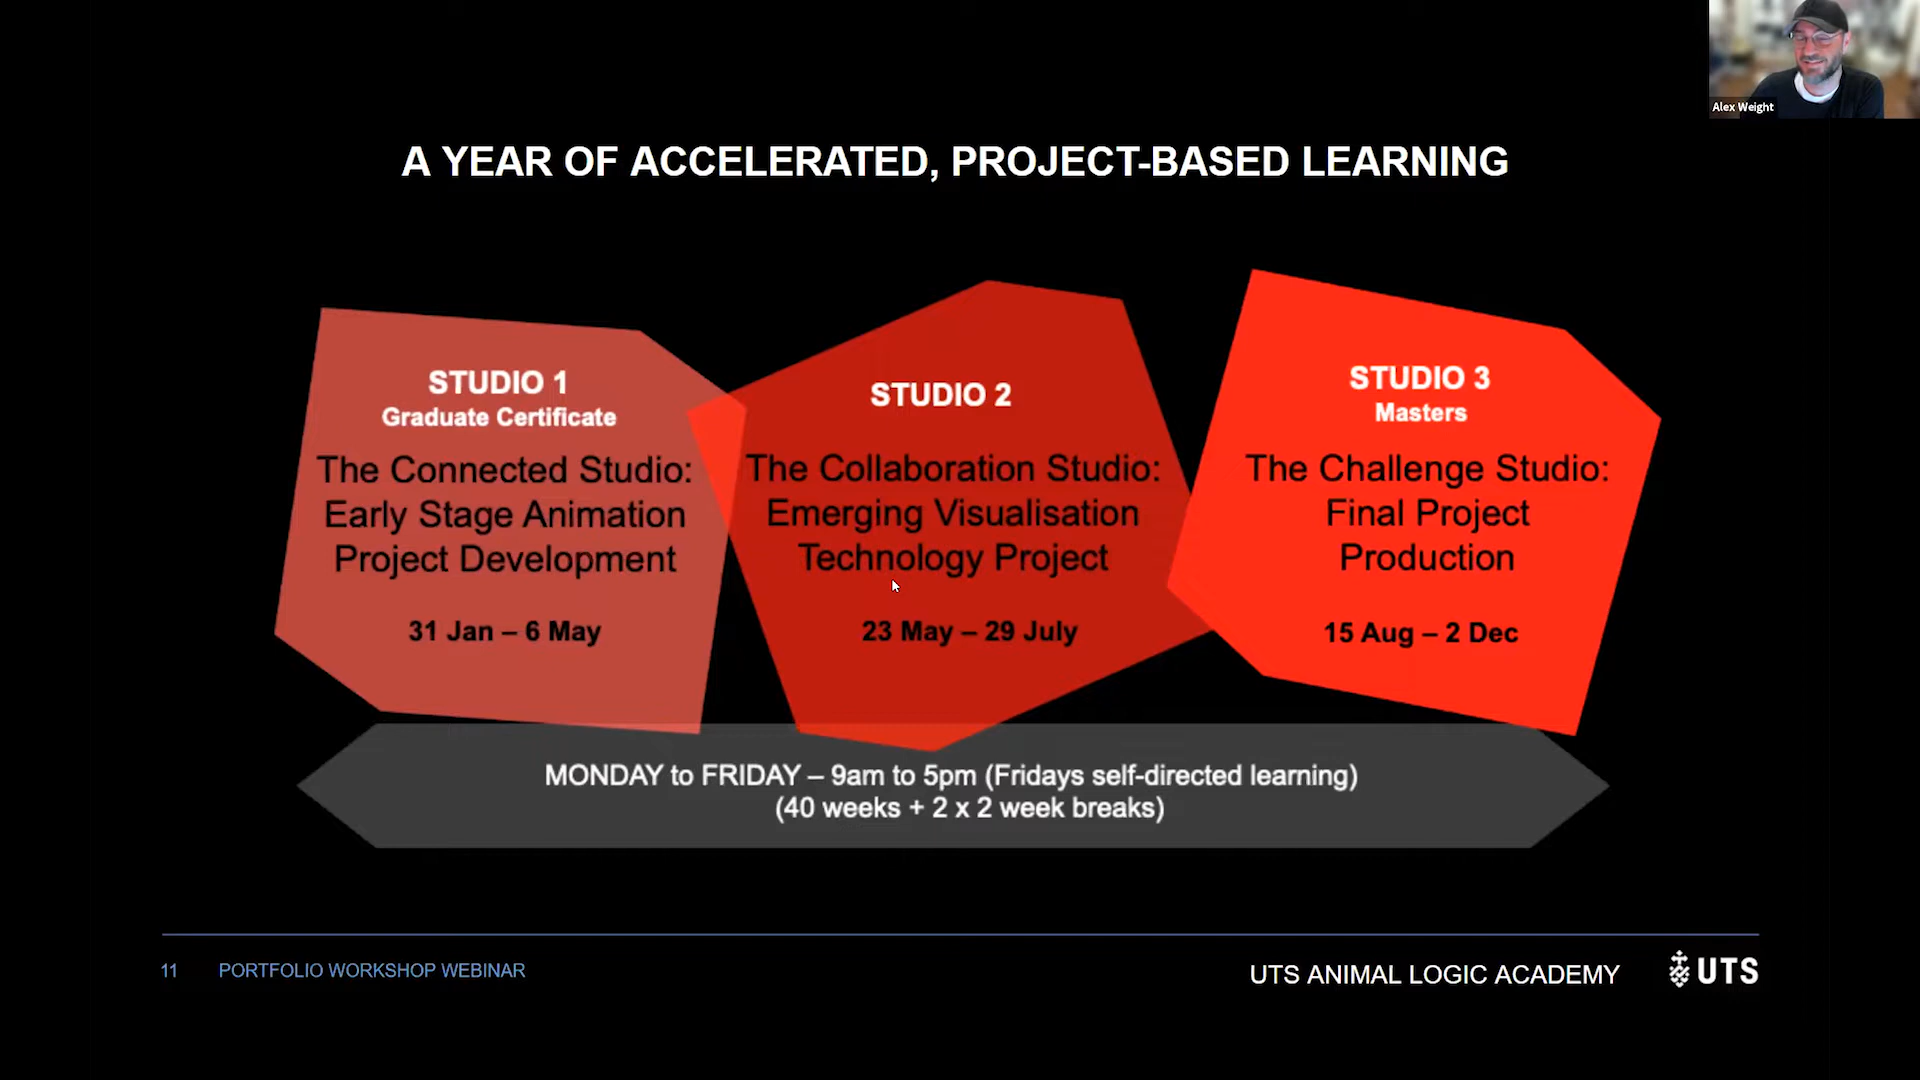 Alex Weight
A YEAR OF ACCELERATED, PROJECT-BASED LEARNING
STUDIO 1
Graduate Certificate
The Connected Studio:
Early Stage Animation
Project Development
31 Jan – 6 May
STUDIO 2
The Collaboration Studio:
Emerging Visualisation
Technology Project
23 May – 29 July
STUDIO 3
Masters
The Challenge Studio:
Final Project
Production
15 Aug – 2 Dec
MONDAY to FRIDAY – 9am to 5pm (Fridays self-directed learning)
(40 weeks + 2 x 2 week breaks)
11 PORTFOLIO WORKSHOP WEBINAR
UTS ANIMAL LOGIC ACADEMY
UTS